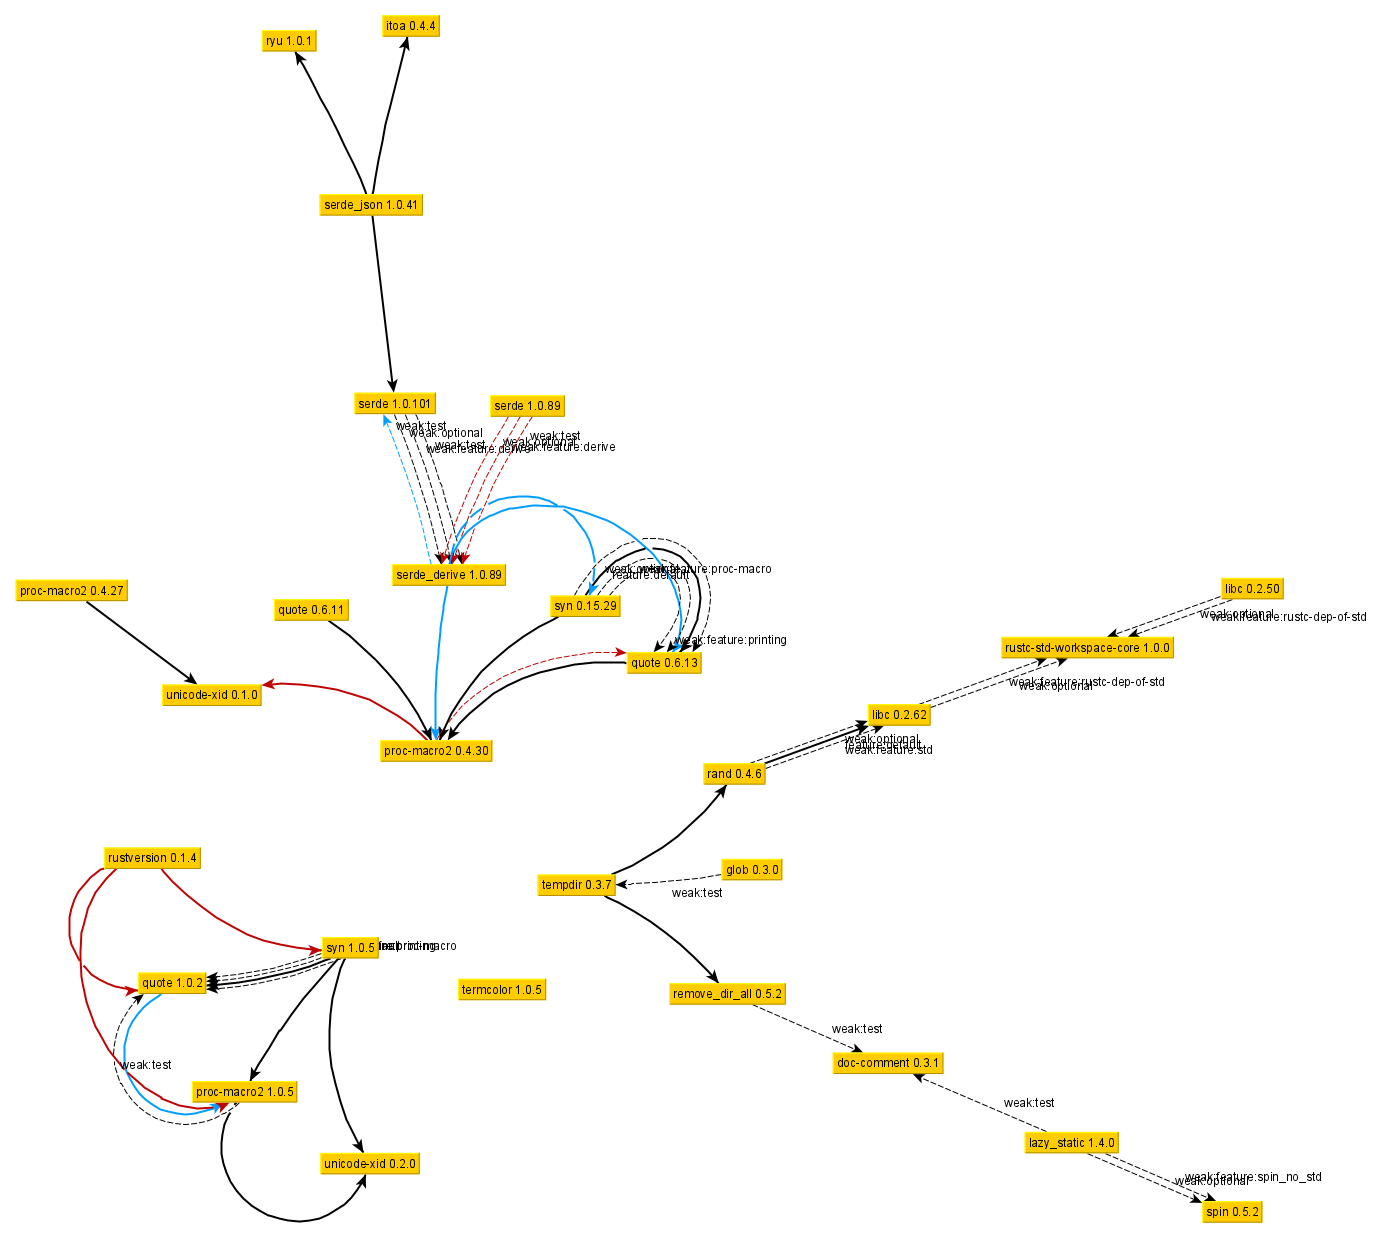 itoa 0.4.4
ryu 1.0.1
serde_json 1.0.41
serde 1.0.101
serde 1.0.89
weak:test
weak:optional
weak:test
weak:feature:derive
weak:test
weak:optional
weak:feature:derive
serde_derive 1.0.89
proc-macro2 0.4.27
quote 0.6.11
syn 0.15.29
weak:optional
weak:feature:proc-macro
feature:default
weak:feature:printing
quote 0.6.13
unicode-xid 0.1.0
proc-macro2 0.4.30
libc 0.2.50
weak:optional
weak:feature:rustc-dep-of-std
rustc-std-workspace-core 1.0.0
weak:feature:rustc-dep-of-std
weak:optional
libc 0.2.62
weak:optional
feature:default
weak:feature:std
rand 0.4.6
rustversion 0.1.4
tempdir 0.3.7
glob 0.3.0
weak:test
syn 1.0.5
quote 1.0.2
termcolor 1.0.5
remove_dir_all 0.5.2
weak:test
weak:test
doc-comment 0.3.1
proc-macro2 1.0.5
weak:test
lazy_static 1.4.0
unicode-xid 0.2.0
weak:feature:spin_no_std
weak:optional
spin 0.5.2